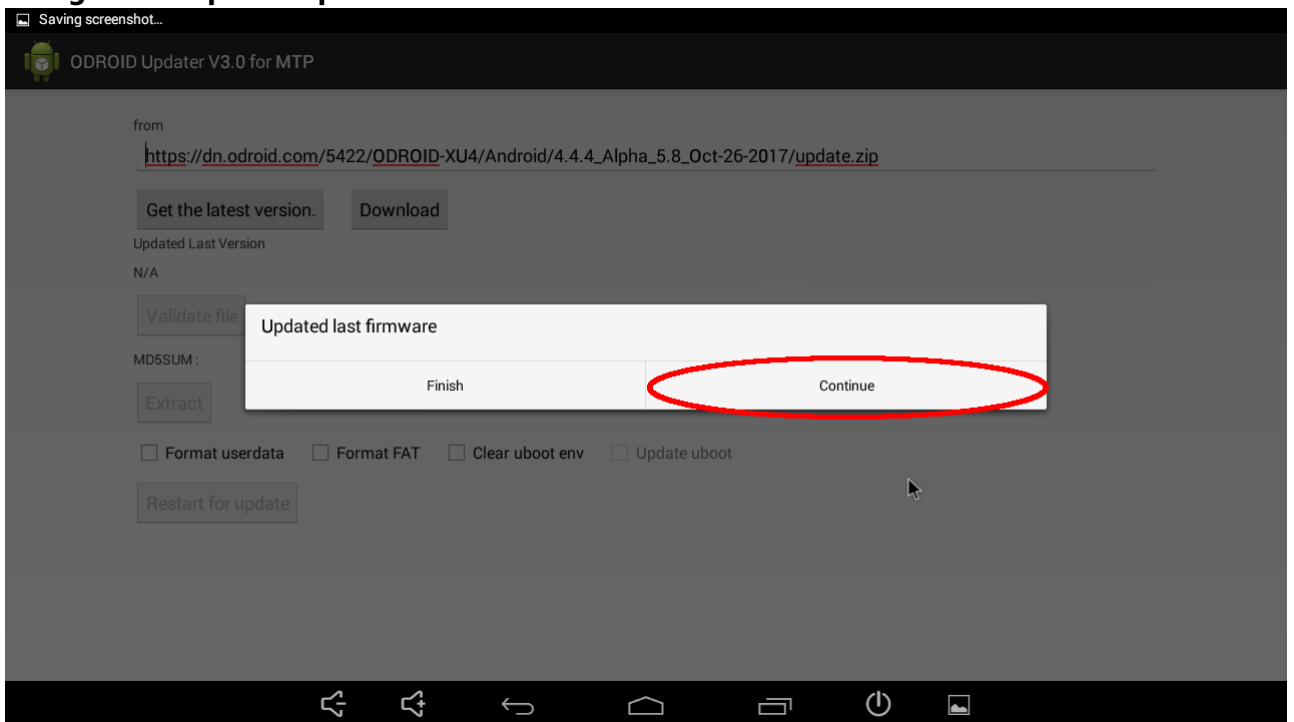 Saving screenshot...
ODROID Updater V3.0 for MTP
from
https://dn.odroid.com/5422/ODROID-XU4/Android/4.4.4_Alpha_5.8_Oct-26-2017/update.zip
Get the latest version. Download
Updated Last Version
N/A
Validate file
Updated last firmware
MD5SUM :
Finish Continue
Extract
Format userdata Format FAT Clear uboot env Update uboot
Restart for update